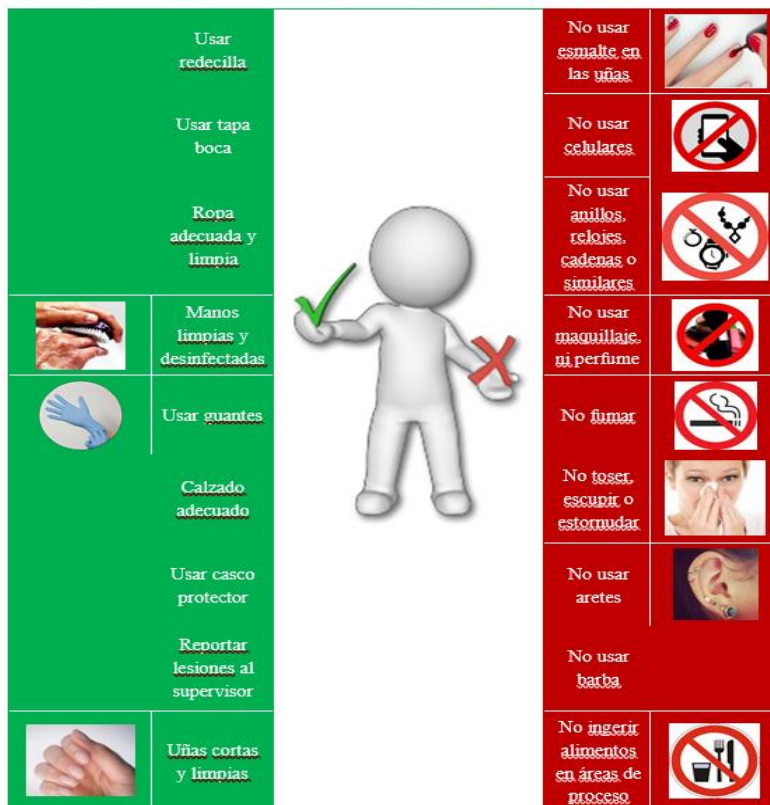 Usar
redecilla
Usar tapa
boca
Ropa
adecuada y
limpia
Manos
limpias y
desinfectadas
Usar guantes
Calzado
adecuado
Usar casco
protector
Reportar
lesiones al
supervisor
Uñas cortas
y limpias
No usar
esmalte en
las uñas
No usar
celulares
No usar
anillos,
relojes,
cadenas o
similares
No usar
maquillaje
ni perfume
No fumar
No toser,
escupir o
estornudar
No usar
aretes
No usar
barba
No ingerir
alimentos
en áreas de
proceso